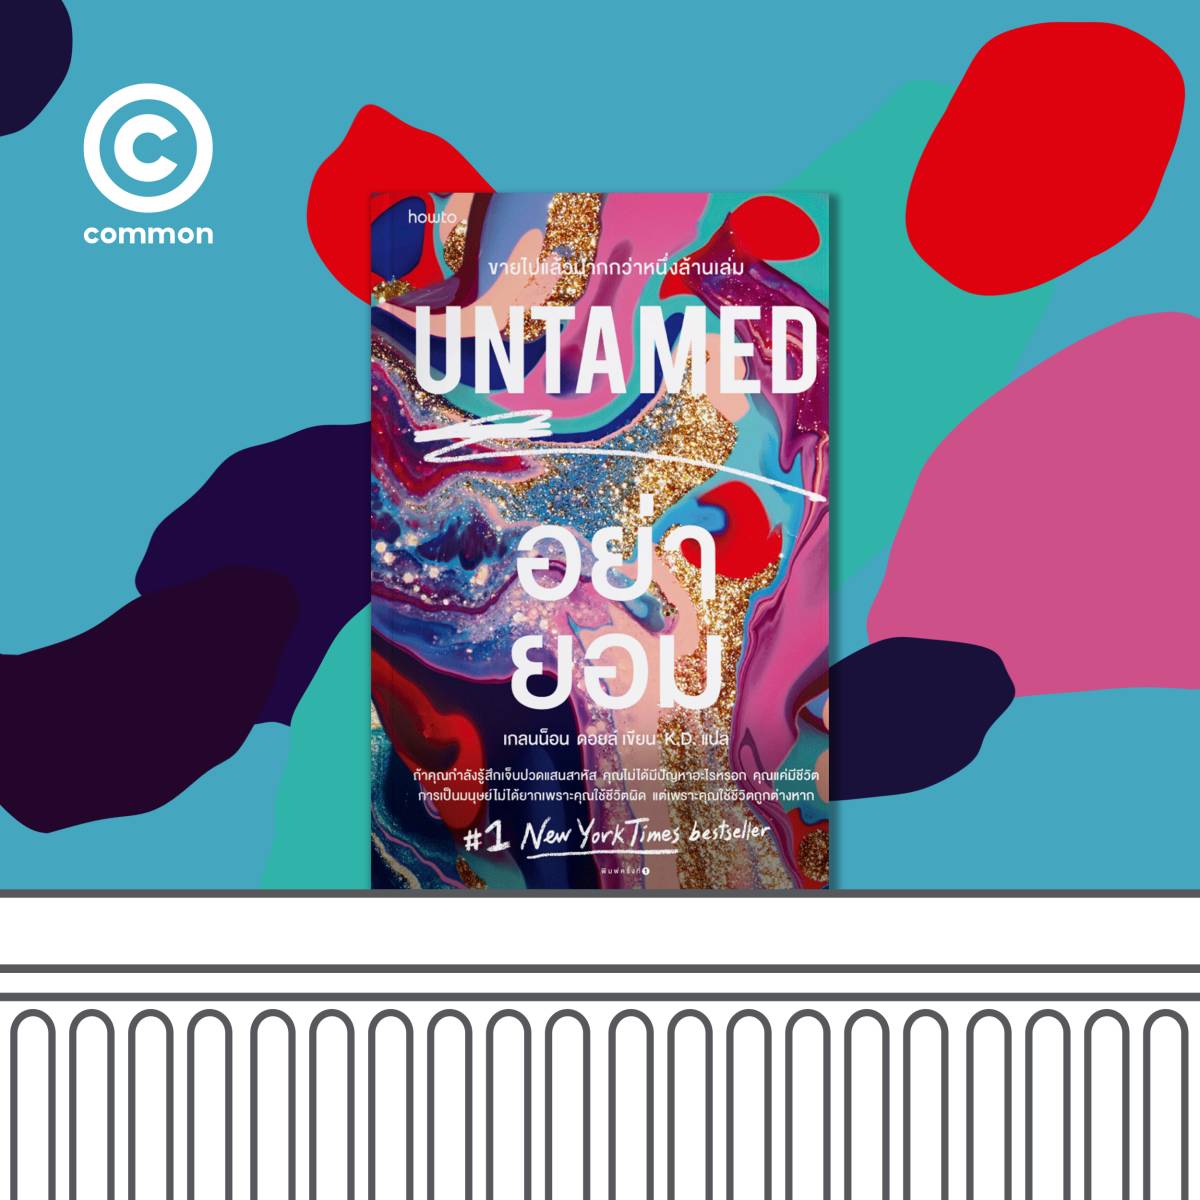 C
common
howto
ขายไปแล้วมากกว่าหนึ่งล้านเล่ม
UNTAMED
อย่า
ยอม
เกลนน็อน ดอยล์ เขียน K.D. แปล
ถ้าคุณกำลังรู้สึกเจ็บปวดแสนสาหัส คุณไม่ได้มีปัญหาอะไรหรอก คุณแค่มีชีวิต
การเป็นมนุษย์ไม่ได้ยากเพราะคุณใช้ชีวิตผิด แต่เพราะคุณใช้ชีวิตถูกต่างหาก
#1 New York Times bestseller
พิมพ์ครั้งที่ 1